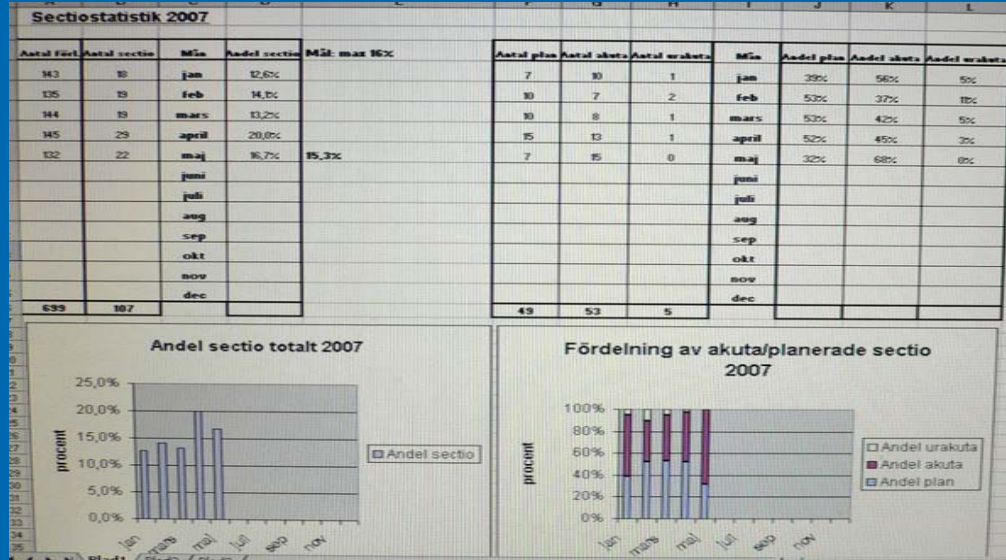 Sectiostatistik 2007
Antal Förl Antal sectio Mån Andel sectio Mål: max 16%
143 18 jan 12,6%
135 19 feb 14,1%
144 19 mars 13,2%
145 29 april 20,0%
132 22 maj 16,7% 15,3%
juni
juli
aug
sep
okt
nov
dec
699 107
F G H I J K L
Antal plan Antal akuta Antal urakuta Mån Andel plan Andel akuta Andel urakuta
7 10 1 jan 39% 56% 5%
10 7 2 feb 53% 37% 11%
10 8 1 mars 53% 42% 5%
15 13 1 april 52% 45% 3%
7 15 0 maj 32% 68% 0%
juni
juli
aug
sep
okt
nov
dec
49 53 5
Andel sectio totalt 2007
procent
25,0%
20,0%
15,0%
10,0%
5,0%
0,0%
jan mars maj jul sep nov
Andel sectio
Fördelning av akuta/planerade sectio
2007
procent
100%
80%
60%
40%
20%
0%
jan mars maj jul sep nov
Andel urakuta
Andel akuta
Andel plan
Blad1